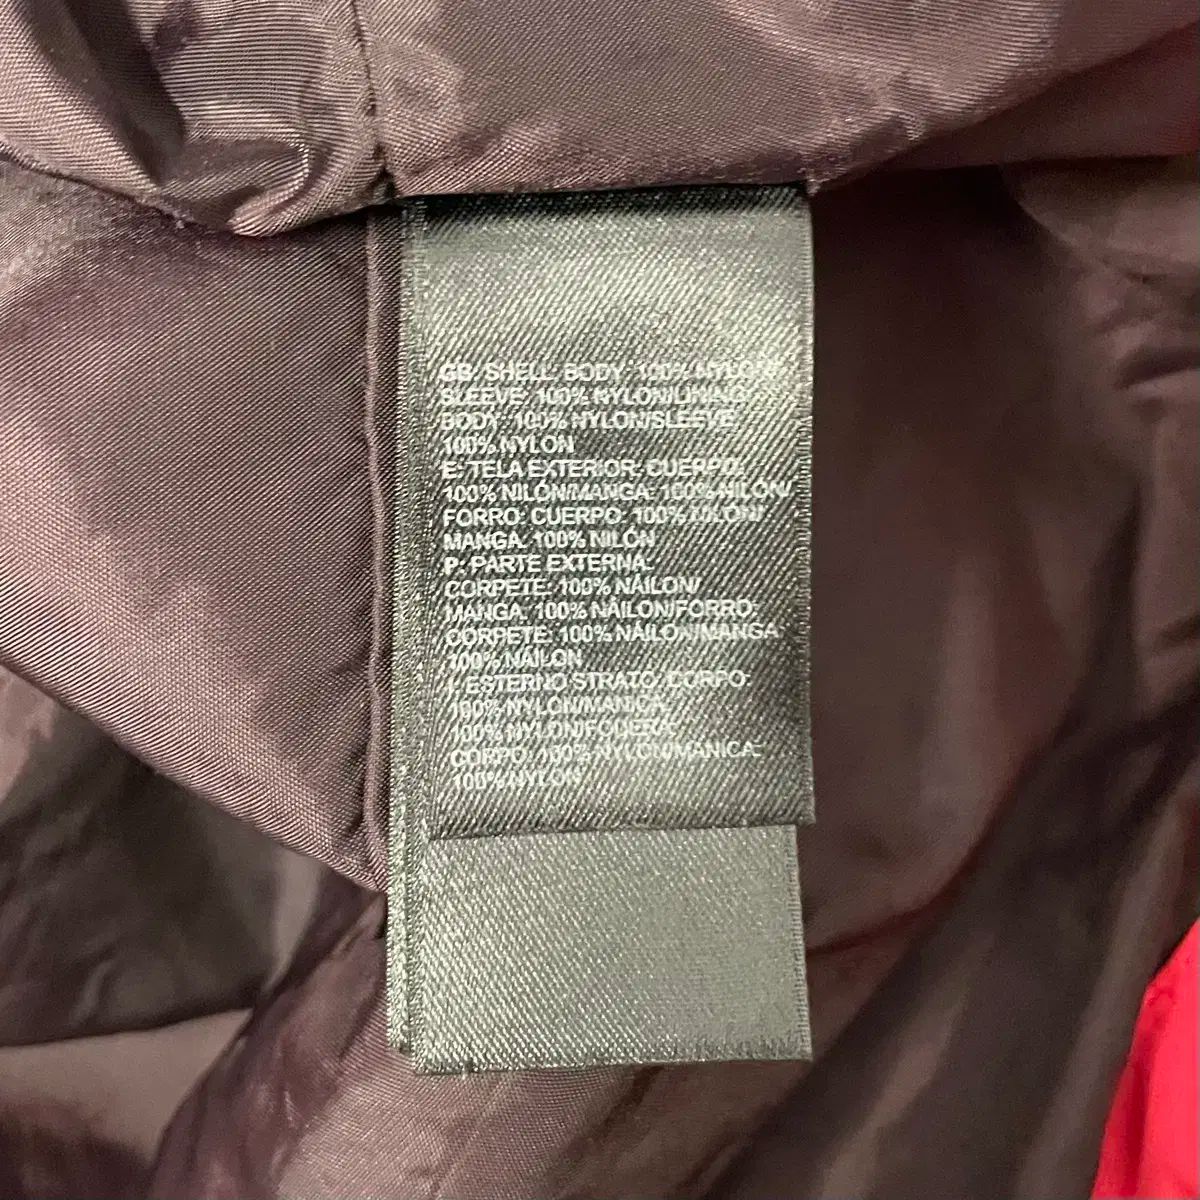 GB: SHELL: BODY: 100% NYLON/
SLEEVE: 100% NYLON/LINING:
BODY: 100% NYLON/SLEEVE:
100% NYLON
E: TELA EXTERIOR: CUERPO:
100% NILÓN/MANGA: 100% NILÓN/
FORRO: CUERPO: 100% NILÓN/
MANGA: 100% NILÓN
P: PARTE EXTERNA:
CORPETE: 100% NÁILON/
MANGA: 100% NÁILON/FORRO:
CORPETE: 100% NÁILON/MANGA:
100% NÁILON
I: ESTERNO STRATO: CORPO:
100% NYLON/MANICA:
100% NYLON/FODERA:
CORPO: 100% NYLON/MANICA:
100% NYLON